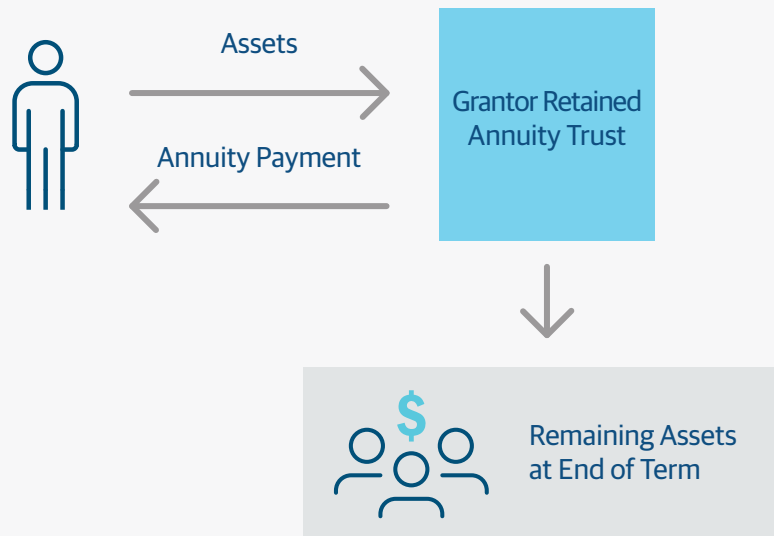 Assets
Grantor Retained
Annuity Trust
Annuity Payment
$
Remaining Assets
at End of Term